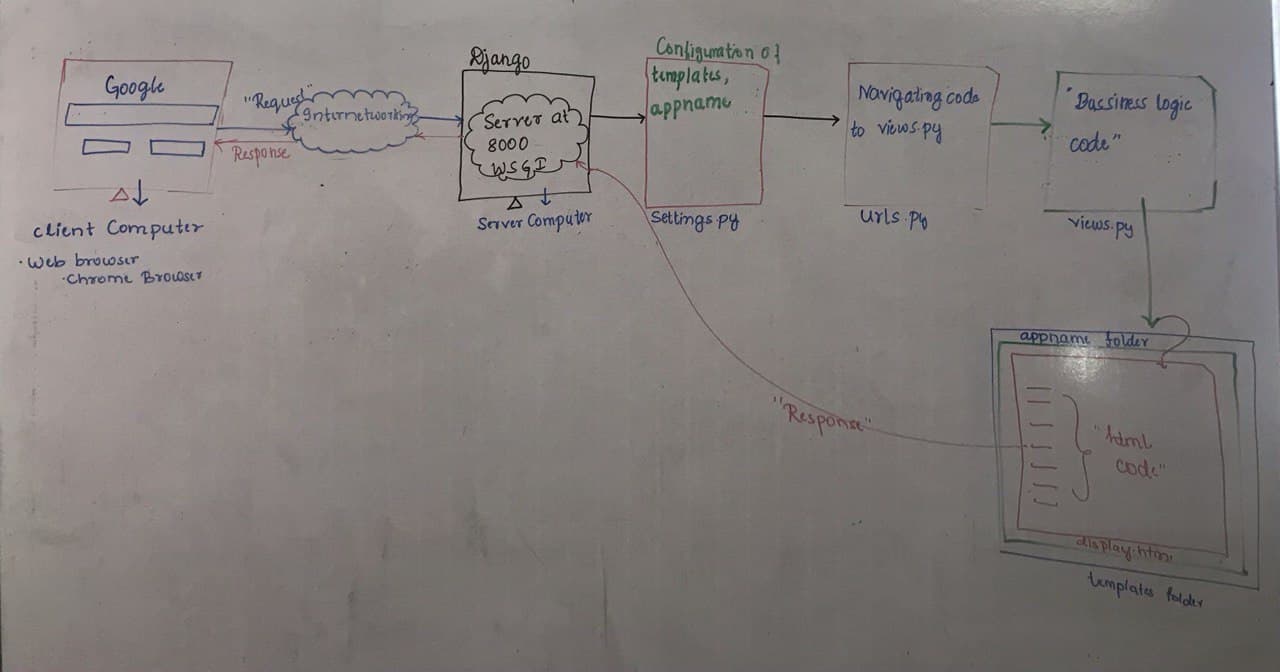 Google
"Request"
Internetworking
Response
client Computer
· Web browser
· Chrome Browser
Django
Server at
8000
WSGI
Server Computer
Configuration of
templates,
appname
Settings.py
Navigating code
to views.py
urls.py
"Bassiness logic
code"
views.py
appname folder
"html
code"
display.html
templates folder
"Response"